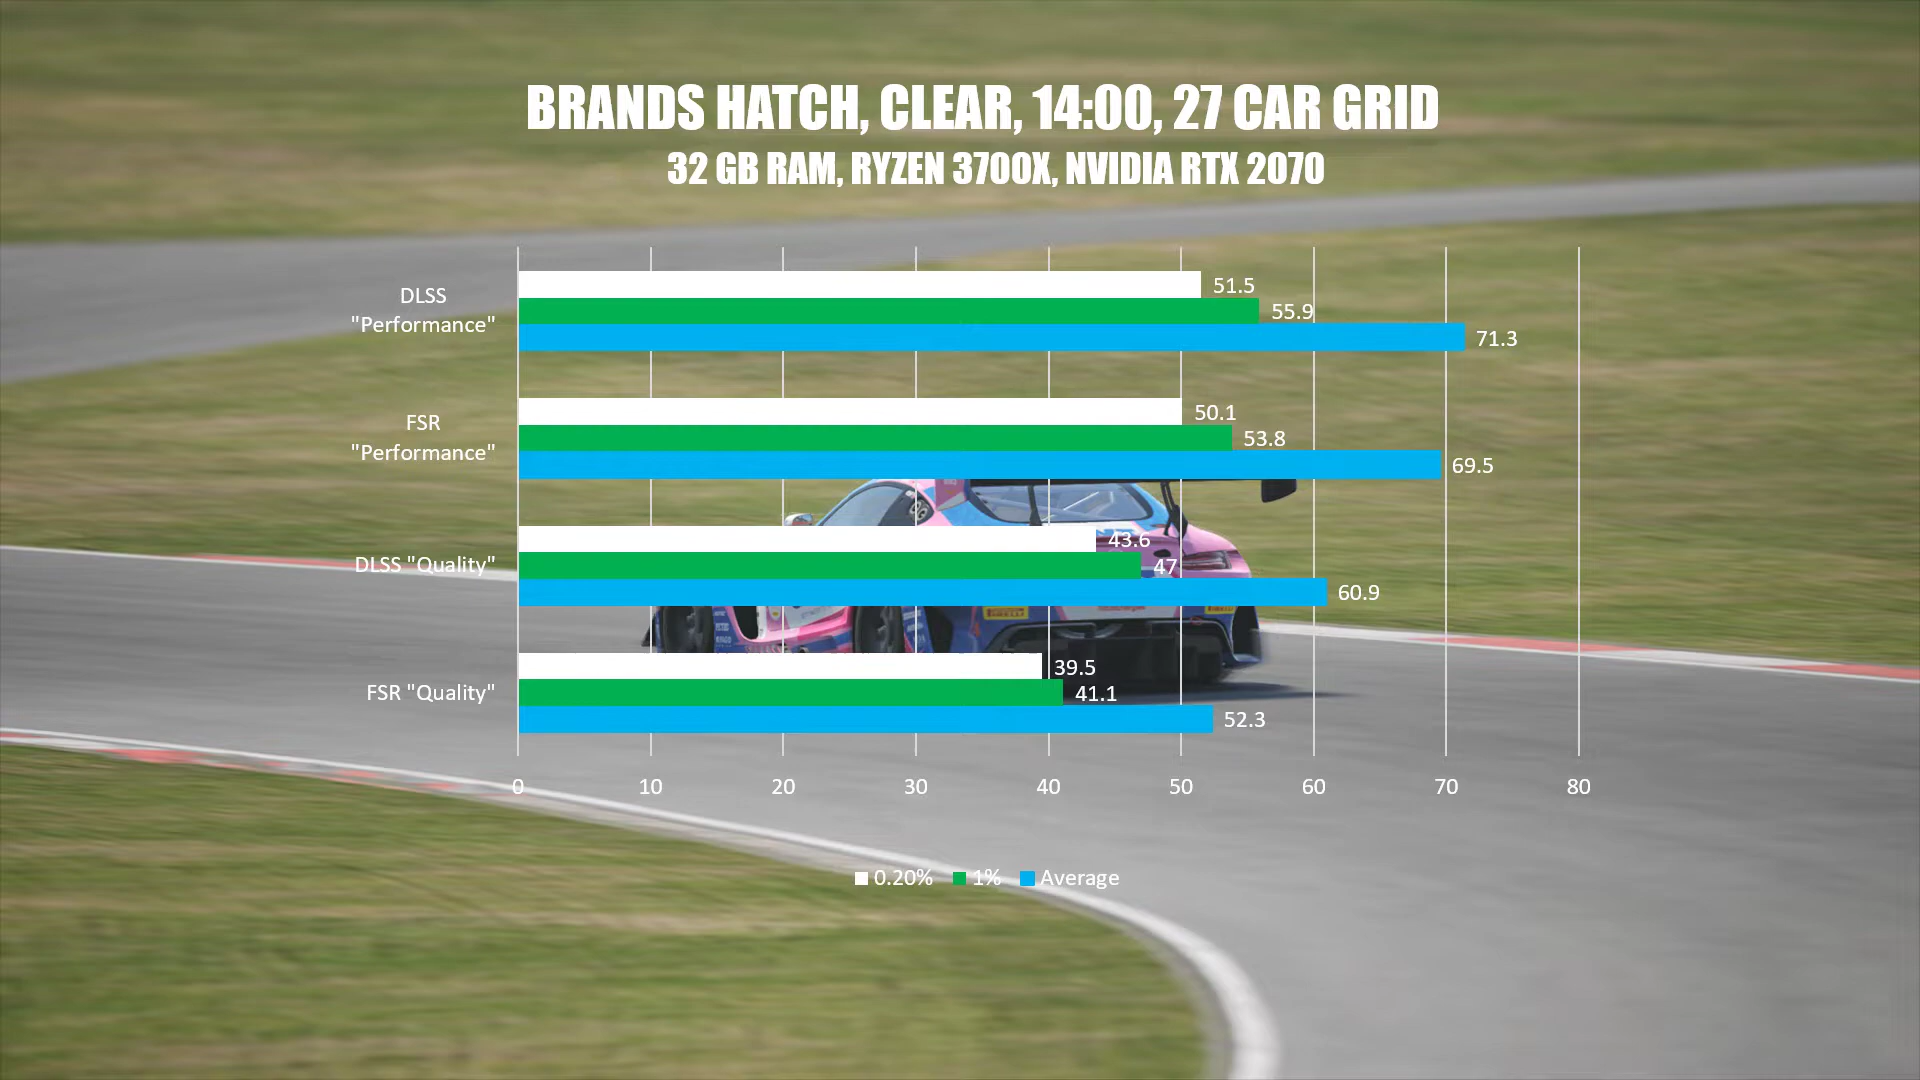 BRANDS HATCH, CLEAR, 14:00, 27 CAR GRID
32 GB RAM, RYZEN 3700X, NVIDIA RTX 2070
DLSS
"Performance"
51.5
55.9
71.3
FSR
"Performance"
50.1
53.8
69.5
DLSS "Quality"
43.6
47
60.9
FSR "Quality"
39.5
41.1
52.3
0 10 20 30 40 50 60 70 80
0.20% 1% Average